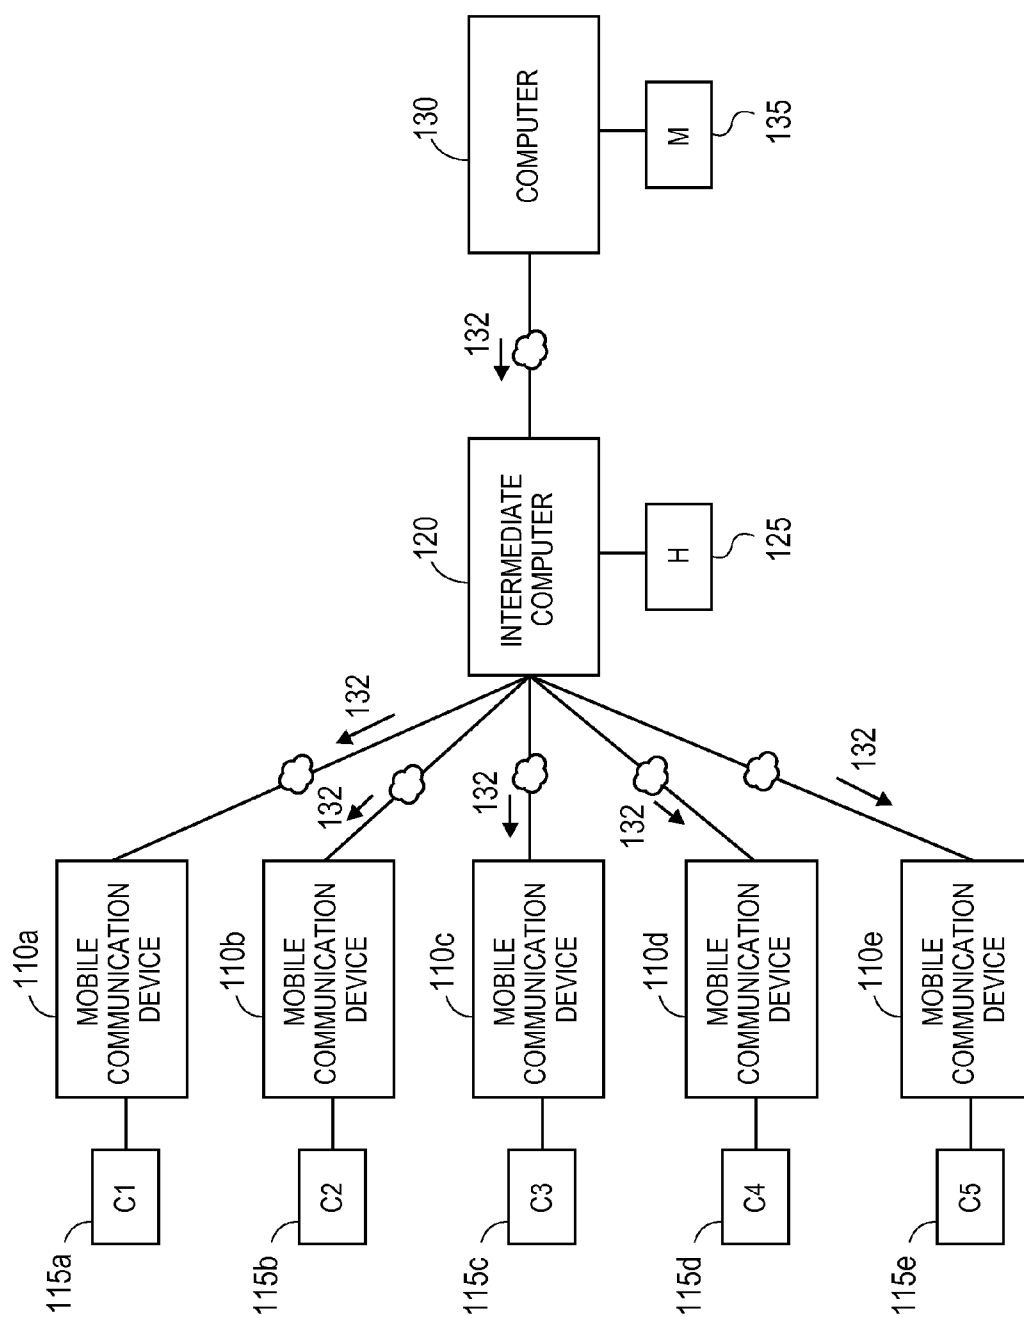 115a
C1
110a
MOBILE
COMMUNICATION
DEVICE
132
115b
C2
110b
MOBILE
COMMUNICATION
DEVICE
132
115c
C3
110c
MOBILE
COMMUNICATION
DEVICE
132
115d
C4
110d
MOBILE
COMMUNICATION
DEVICE
132
115e
C5
110e
MOBILE
COMMUNICATION
DEVICE
132
120
INTERMEDIATE
COMPUTER
H
125
132
130
COMPUTER
M
135